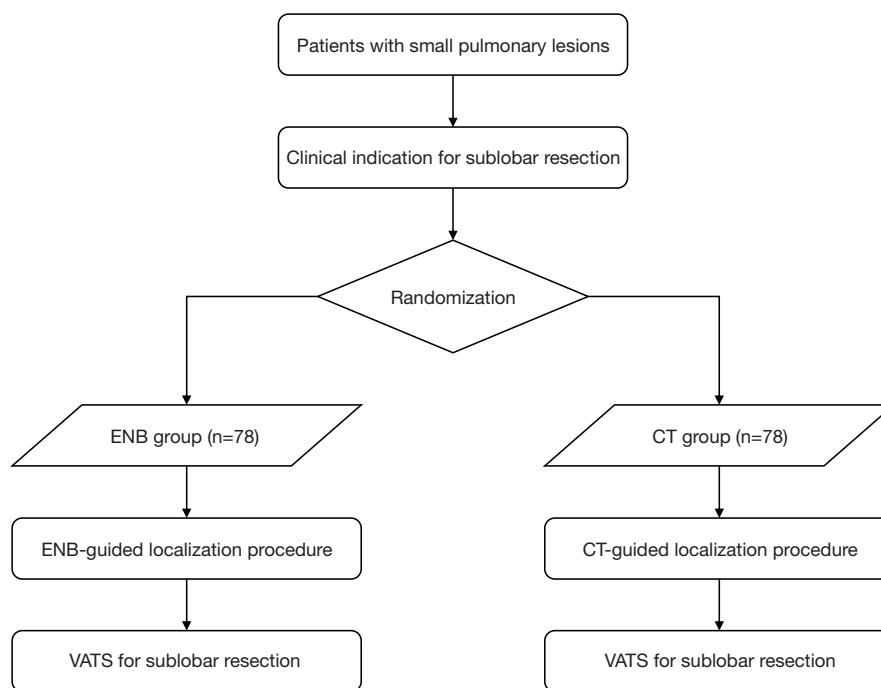 Patients with small pulmonary lesions
Clinical indication for sublobar resection
Randomization
ENB group (n=78)
CT group (n=78)
ENB-guided localization procedure
CT-guided localization procedure
VATS for sublobar resection
VATS for sublobar resection